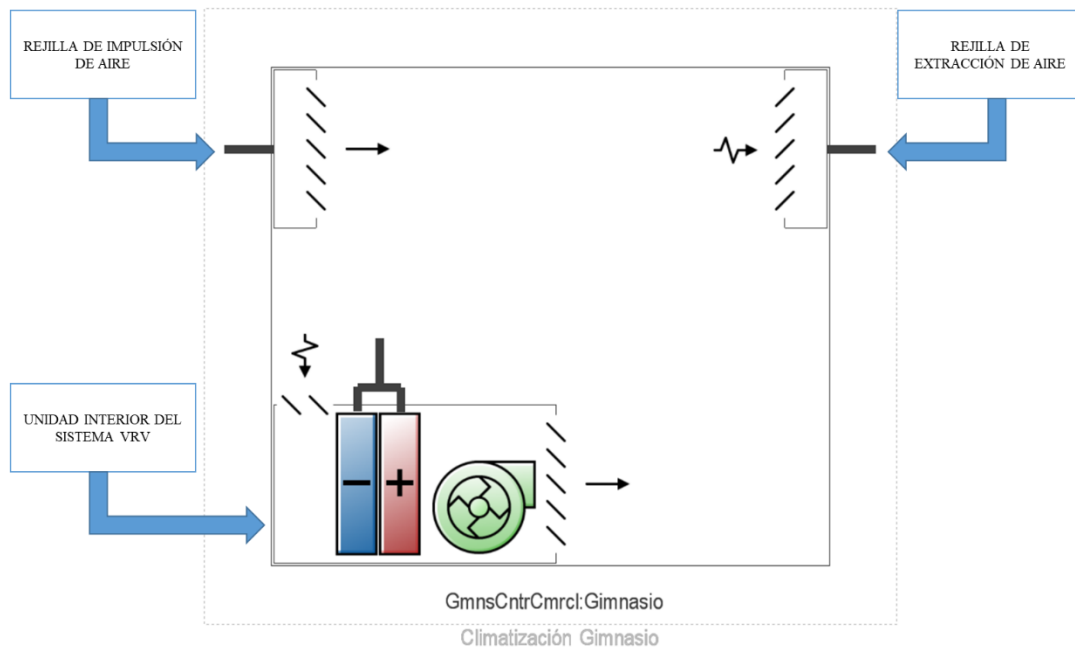 REJILLA DE IMPULSIÓN
DE AIRE
REJILLA DE
EXTRACCIÓN DE AIRE
UNIDAD INTERIOR DEL
SISTEMA VRV
GmnsCntrCmrcl:Gimnasio
Climatización Gimnasio